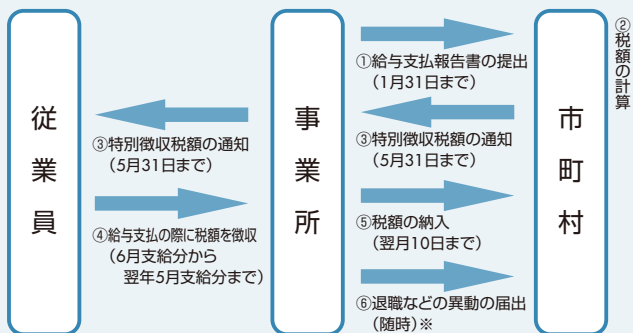 従業員
事業所
市町村
①給与支払報告書の提出
（1月31日まで）
②税額の計算
③特別徴収税額の通知
（5月31日まで）
③特別徴収税額の通知
（5月31日まで）
④給与支払の際に税額を徴収
（6月支給分から
翌年5月支給分まで）
⑤税額の納入
（翌月10日まで）
⑥退職などの異動の届出
（随時）※